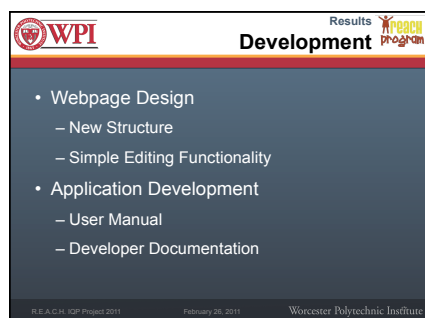 WPI
Results
Development
Reach
Program
• Webpage Design
– New Structure
– Simple Editing Functionality
• Application Development
– User Manual
– Developer Documentation
R.E.A.C.H. IQP Project 2011 February 26, 2011 Worcester Polytechnic Institute